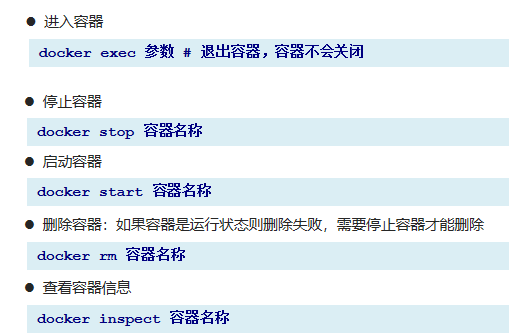 ● 进入容器
docker exec 参数 # 退出容器，容器不会关闭
● 停止容器
docker stop 容器名称
● 启动容器
docker start 容器名称
● 删除容器：如果容器是运行状态则删除失败，需要停止容器才能删除
docker rm 容器名称
● 查看容器信息
docker inspect 容器名称